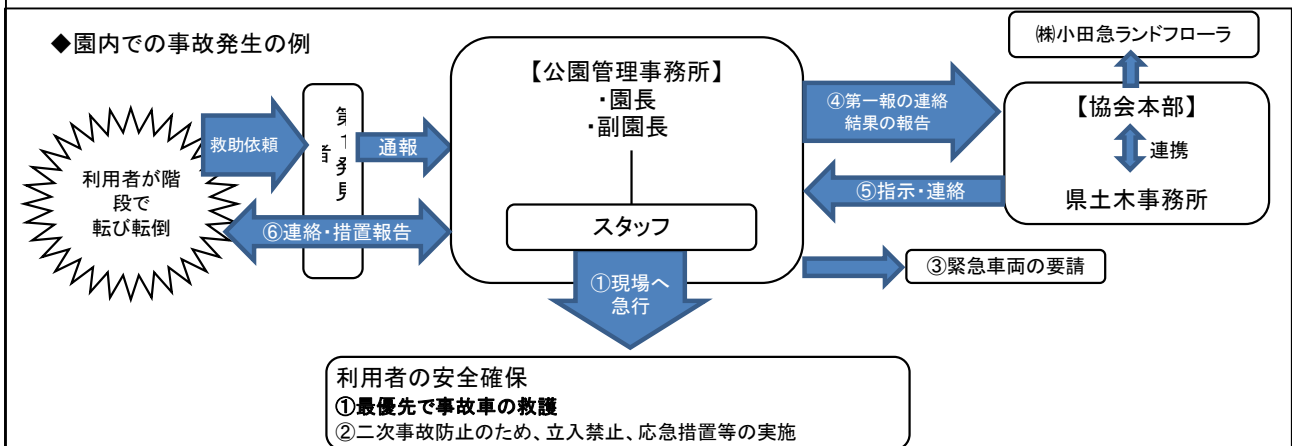 ◆園内での事故発生の例
㈱小田急ランドフローラ
【公園管理事務所】
・園長
・副園長
スタッフ
第1発見
者
救助依頼
通報
利用者が階
段で
転び転倒
⑥連絡・措置報告
④第一報の連絡
結果の報告
【協会本部】
連携
県土木事務所
⑤指示・連絡
③緊急車両の要請
①現場へ
急行
利用者の安全確保
①最優先で事故車の救護
②二次事故防止のため、立入禁止、応急措置等の実施